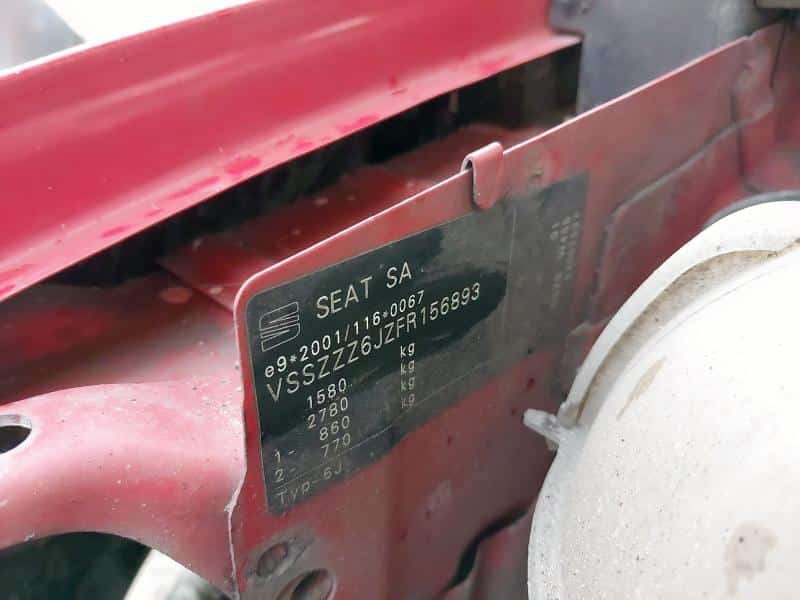 SEAT SA
e9*2001/116*0067
VSSZZZ6JZFR156893
1580 kg
2780 kg
1- 860 kg
2- 770 kg
Typ-6J